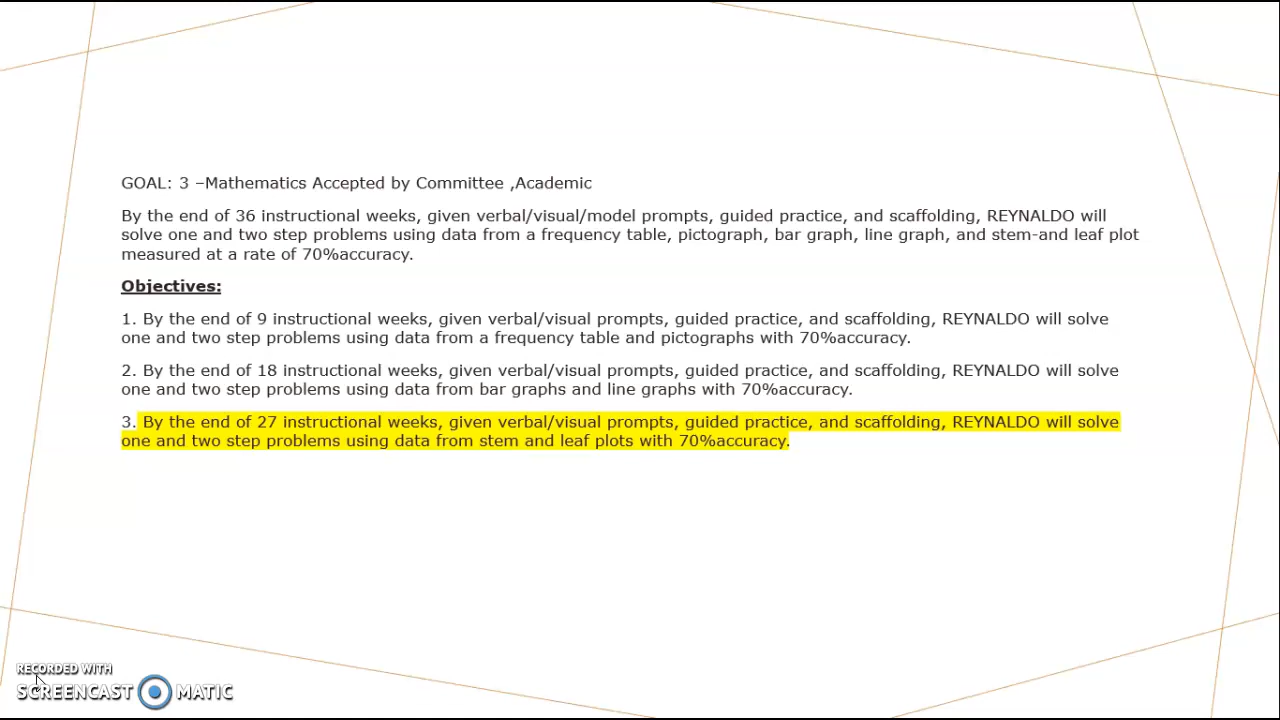 GOAL: 3 –Mathematics Accepted by Committee ,Academic
By the end of 36 instructional weeks, given verbal/visual/model prompts, guided practice, and scaffolding, REYNALDO will
solve one and two step problems using data from a frequency table, pictograph, bar graph, line graph, and stem-and leaf plot
measured at a rate of 70%accuracy.
Objectives:
1. By the end of 9 instructional weeks, given verbal/visual prompts, guided practice, and scaffolding, REYNALDO will solve
one and two step problems using data from a frequency table and pictographs with 70%accuracy.
2. By the end of 18 instructional weeks, given verbal/visual prompts, guided practice, and scaffolding, REYNALDO will solve
one and two step problems using data from bar graphs and line graphs with 70%accuracy.
3. By the end of 27 instructional weeks, given verbal/visual prompts, guided practice, and scaffolding, REYNALDO will solve
one and two step problems using data from stem and leaf plots with 70%accuracy.
RECORDED WITH
SCREENCAST MATIC